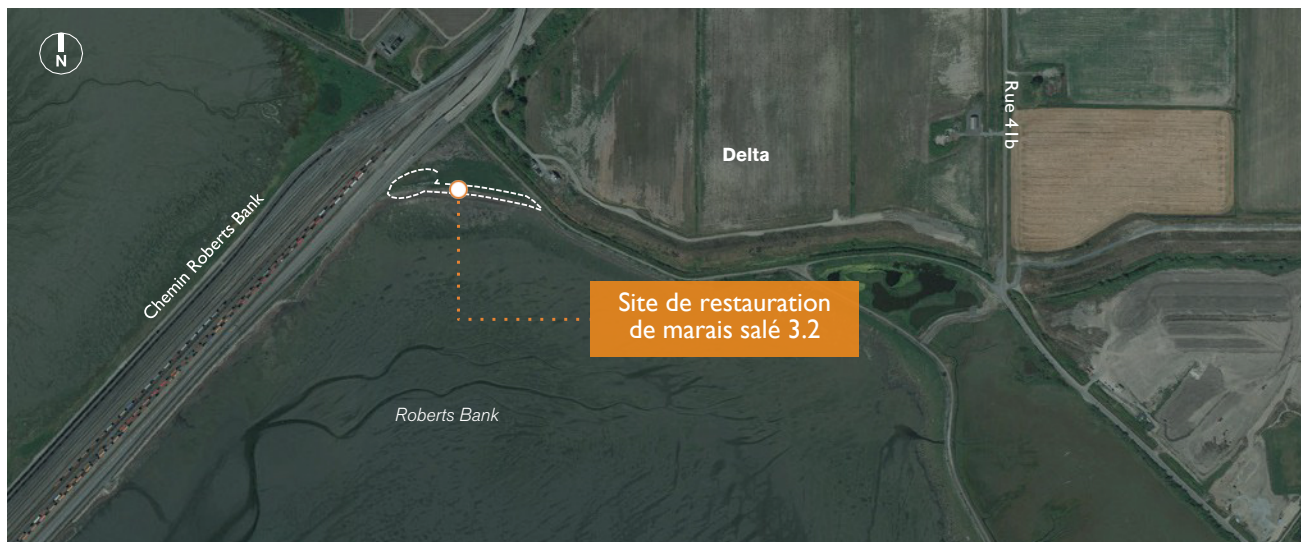 N
Delta
Rue 41b
Chemin Roberts Bank
Site de restauration
de marais salé 3.2
Roberts Bank